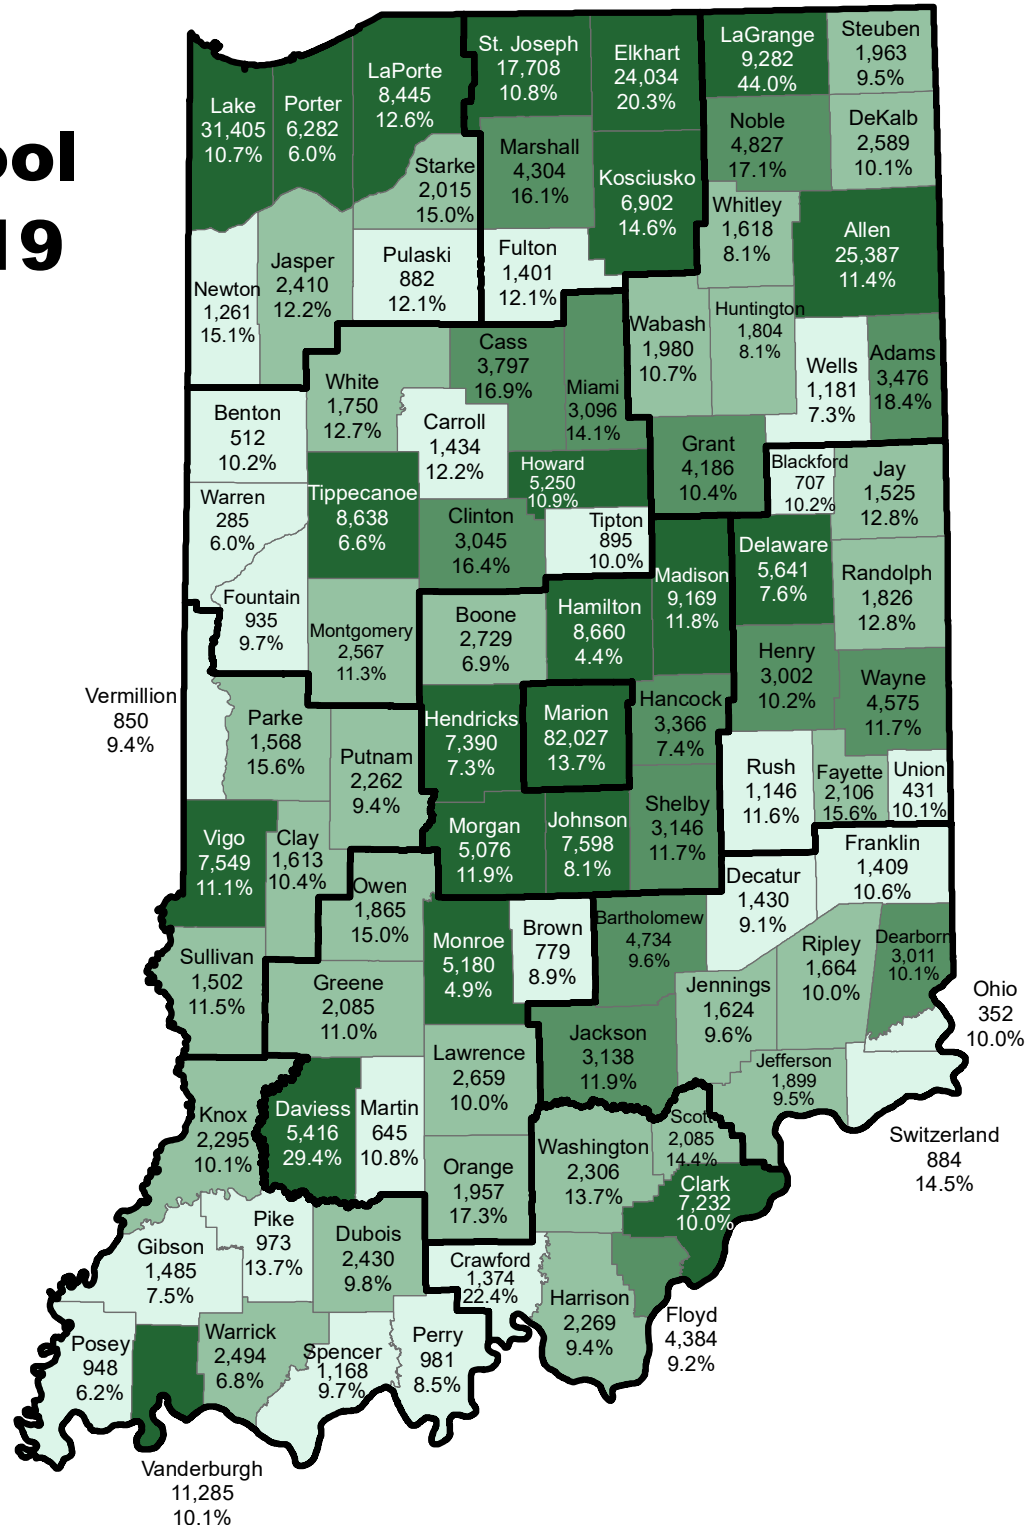 ool
19
Lake
31,405
10.7%
Porter
6,282
6.0%
LaPorte
8,445
12.6%
St. Joseph
17,708
10.8%
Elkhart
24,034
20.3%
LaGrange
9,282
44.0%
Steuben
1,963
9.5%
Starke
2,015
15.0%
Marshall
4,304
16.1%
Kosciusko
6,902
14.6%
Noble
4,827
17.1%
DeKalb
2,589
10.1%
Newton
1,261
15.1%
Jasper
2,410
12.2%
Pulaski
882
12.1%
Fulton
1,401
12.1%
Whitley
1,618
8.1%
Allen
25,387
11.4%
White
1,750
12.7%
Cass
3,797
16.9%
Miami
3,096
14.1%
Wabash
1,980
10.7%
Huntington
1,804
8.1%
Wells
1,181
7.3%
Adams
3,476
18.4%
Benton
512
10.2%
Carroll
1,434
12.2%
Howard
5,250
10.9%
Grant
4,186
10.4%
Blackford
707
10.2%
Jay
1,525
12.8%
Warren
285
6.0%
Tippecanoe
8,638
6.6%
Clinton
3,045
16.4%
Tipton
895
10.0%
Madison
9,169
11.8%
Delaware
5,641
7.6%
Randolph
1,826
12.8%
Fountain
935
9.7%
Montgomery
2,567
11.3%
Boone
2,729
6.9%
Hamilton
8,660
4.4%
Henry
3,002
10.2%
Wayne
4,575
11.7%
Vermillion
850
9.4%
Parke
1,568
15.6%
Putnam
2,262
9.4%
Hendricks
7,390
7.3%
Marion
82,027
13.7%
Hancock
3,366
7.4%
Rush
1,146
11.6%
Fayette
2,106
15.6%
Union
431
10.1%
Vigo
7,549
11.1%
Clay
1,613
10.4%
Morgan
5,076
11.9%
Johnson
7,598
8.1%
Shelby
3,146
11.7%
Franklin
1,409
10.6%
Owen
1,865
15.0%
Decatur
1,430
9.1%
Sullivan
1,502
11.5%
Greene
2,085
11.0%
Monroe
5,180
4.9%
Brown
779
8.9%
Bartholomew
4,734
9.6%
Jennings
1,624
9.6%
Ripley
1,664
10.0%
Dearborn
3,011
10.1%
Ohio
352
10.0%
Jackson
3,138
11.9%
Lawrence
2,659
10.0%
Jefferson
1,899
9.5%
Switzerland
884
14.5%
Knox
2,295
10.1%
Daviess
5,416
29.4%
Martin
645
10.8%
Orange
1,957
17.3%
Washington
2,306
13.7%
Scott
2,085
14.4%
Clark
7,232
10.0%
Gibson
1,485
7.5%
Pike
973
13.7%
Dubois
2,430
9.8%
Crawford
1,374
22.4%
Harrison
2,269
9.4%
Floyd
4,384
9.2%
Posey
948
6.2%
Warrick
2,494
6.8%
Spencer
1,168
9.7%
Perry
981
8.5%
Vanderburgh
11,285
10.1%